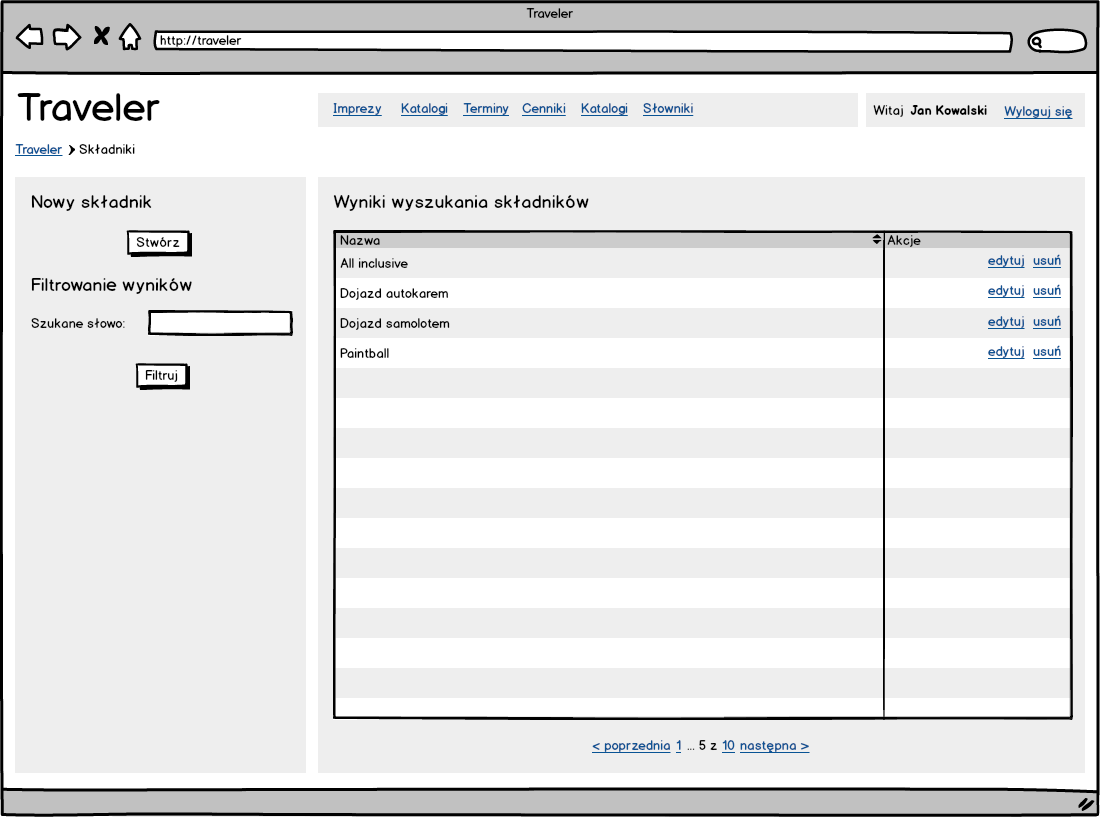 Traveler
http://traveler
Traveler
Imprezy Katalogi Terminy Cenniki Katalogi Słowniki
Witaj Jan Kowalski Wyloguj się
Traveler > Składniki
Nowy składnik
Stwórz
Filtrowanie wyników
Szukane słowo:
Filtruj
Wyniki wyszukania składników
Nazwa Akcje
All inclusive edytuj usuń
Dojazd autokarem edytuj usuń
Dojazd samolotem edytuj usuń
Paintball edytuj usuń
< poprzednia 1 ... 5 z 10 następna >